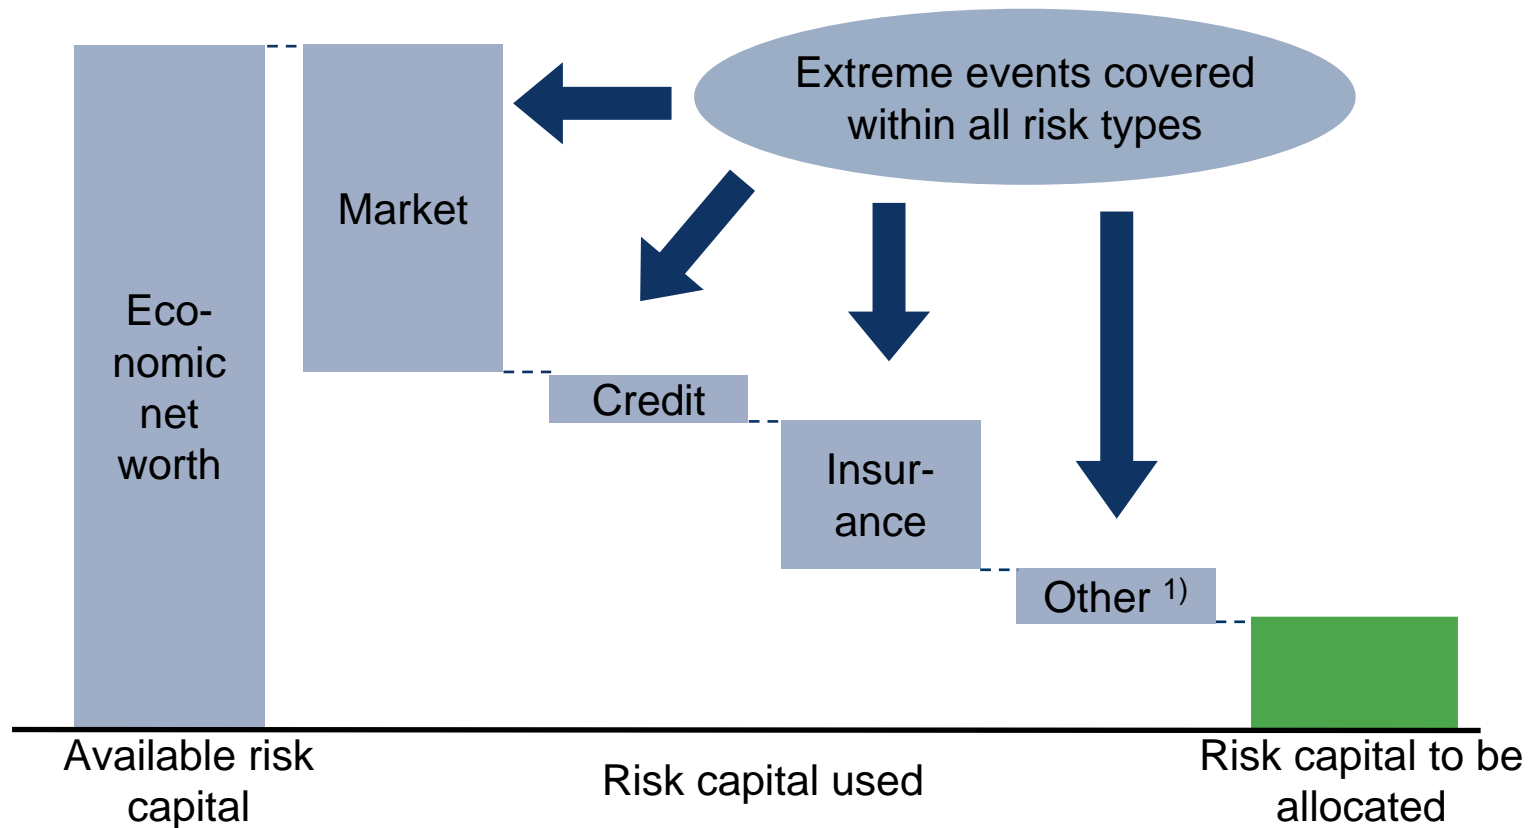 Extreme events covered
within all risk types
Market
Eco-
nomic
net
worth
Credit
Insur-
ance
Other 1)
Available risk
capital
Risk capital used
Risk capital to be
allocated